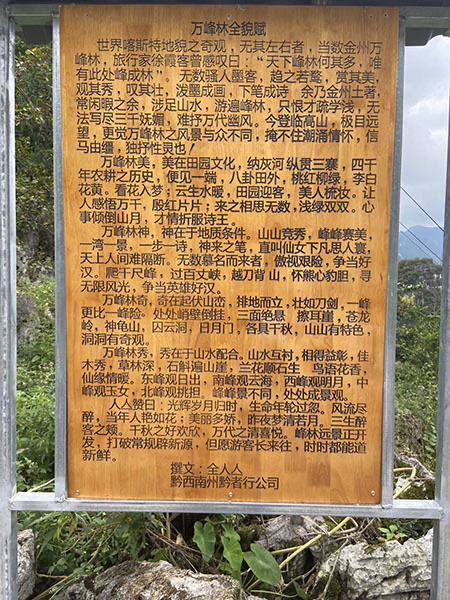 万峰林全貌赋
世界喀斯特地貌之奇观，无其左右者，当数金州万
峰林，旅行家徐霞客普感叹曰：“天下峰林何其多，唯
有此处峰成林”。无数骚人墨客，趋之若鹜，赏其美，
观其秀，叹其壮，泼墨成画，下笔成诗　余乃金州土著，
常闲暇之余，涉足山水，游遍峰林，只恨才疏学浅，无
法写尽三千妩媚，难抒万代幽风。今登临高山，极目远
望，更觉万峰林之风景与众不同，掩不住潮涌情怀，信
马由缰，独抒性灵也！
万峰林美，美在田园文化，纳灰河纵贯三寨，四千
年农耕之历史，便见一端，八卦田外，桃红柳绿，李白
花黄。看花入梦；云生水暖，田园迎客，美人梳妆。让
人感悟万千，殷红片片；来之相思无数，浅绿双双。心
事倾倒山月，才情折服诗王。
万峰林神，神在于地质条件。山山竞秀，峰峰赛美，
一湾一景，一步一诗，神来之笔，直叫仙女下凡思人寰，
天上人间难隔断。无数慕名而来者，傲视艰险，争当好
汉。爬千尺峰，过百丈峡，越刀背山，怀熊心豹胆，寻
无限风光，争当英雄好汉。
万峰林奇，奇在起伏山峦，排地而立，壮如刀剑，一峰
更比一峰险。处处峭壁倒挂，三面绝悬　擦耳崖，苍龙
岭，神龟山，囚云洞，日月门，各具千秋，山山有特色，
洞洞有奇观。
万峰林秀，秀在于山水配合。山水互衬，相得益彰，佳
木秀，草林深，石斛遍山崖，兰花顺石生　鸟语花香，
仙缘情暖。东峰观日出，南峰观云海，西峰观明月，中
峰观玉女，北峰观挑担。峰峰景不同，处处成景观。
人人赞曰：光辉岁月归时，生命年轮过忽。风流尽
醉，当年人艳如花；美丽多娇，昨夜梦清若月。三生醉
客之颊。千秋之好欢欣，万代之清喜悦。峰林远景正开
发，打破常规辟新源，但愿游客长来往，时时都能道
新鲜。
撰文：全人人
黔西南州黔者行公司